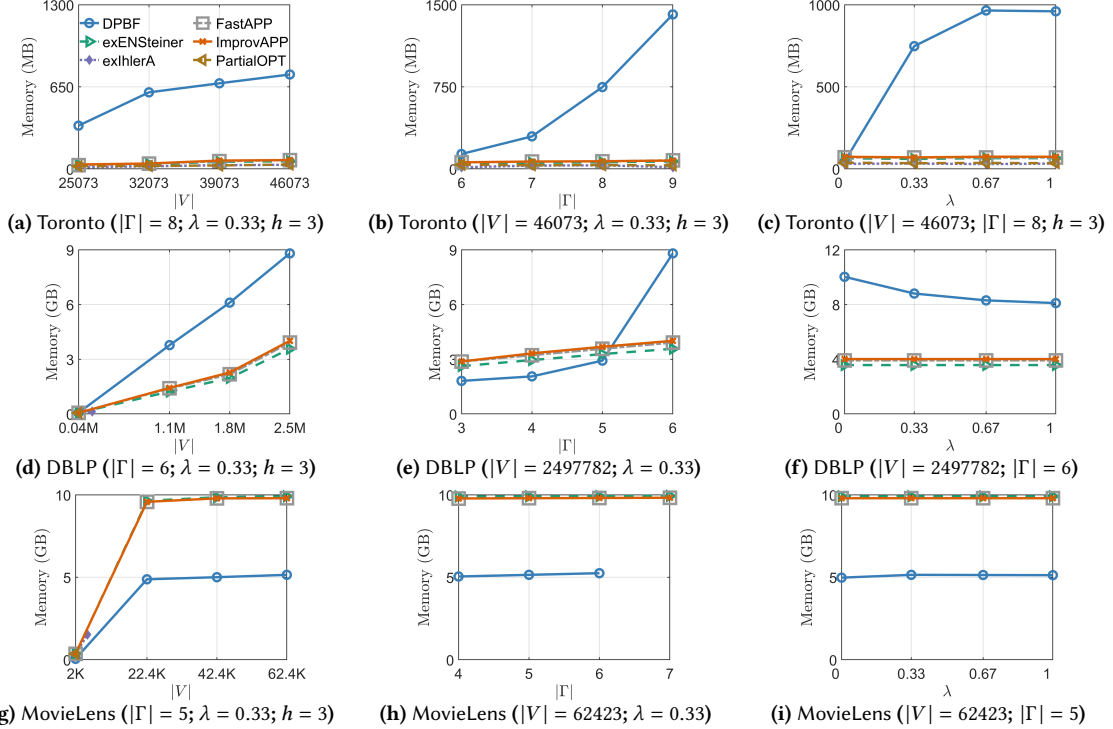 1300
650
0
Memory (MB)
DPBF
exENSteiner
exIhlerA
FastAPP
ImprovAPP
PartialOPT
25073 32073 39073 46073
|V|
(a) Toronto (|Γ| = 8; λ = 0.33; h = 3)
1500
750
0
Memory (MB)
6 7 8 9
|Γ|
(b) Toronto (|V| = 46073; λ = 0.33; h = 3)
1000
500
0
Memory (MB)
0 0.33 0.67 1
λ
(c) Toronto (|V| = 46073; |Γ| = 8; h = 3)
9
6
3
0
Memory (GB)
0.04M 1.1M 1.8M 2.5M
|V|
(d) DBLP (|Γ| = 6; λ = 0.33; h = 3)
9
6
3
0
Memory (GB)
3 4 5 6
|Γ|
(e) DBLP (|V| = 2497782; λ = 0.33)
12
8
4
0
Memory (GB)
0 0.33 0.67 1
λ
(f) DBLP (|V| = 2497782; |Γ| = 6)
10
5
0
Memory (GB)
2K 22.4K 42.4K 62.4K
|V|
g) MovieLens (|Γ| = 5; λ = 0.33; h = 3)
10
5
0
Memory (GB)
4 5 6 7
|Γ|
(h) MovieLens (|V| = 62423; λ = 0.33)
10
5
0
Memory (GB)
0 0.33 0.67 1
λ
(i) MovieLens (|V| = 62423; |Γ| = 5)